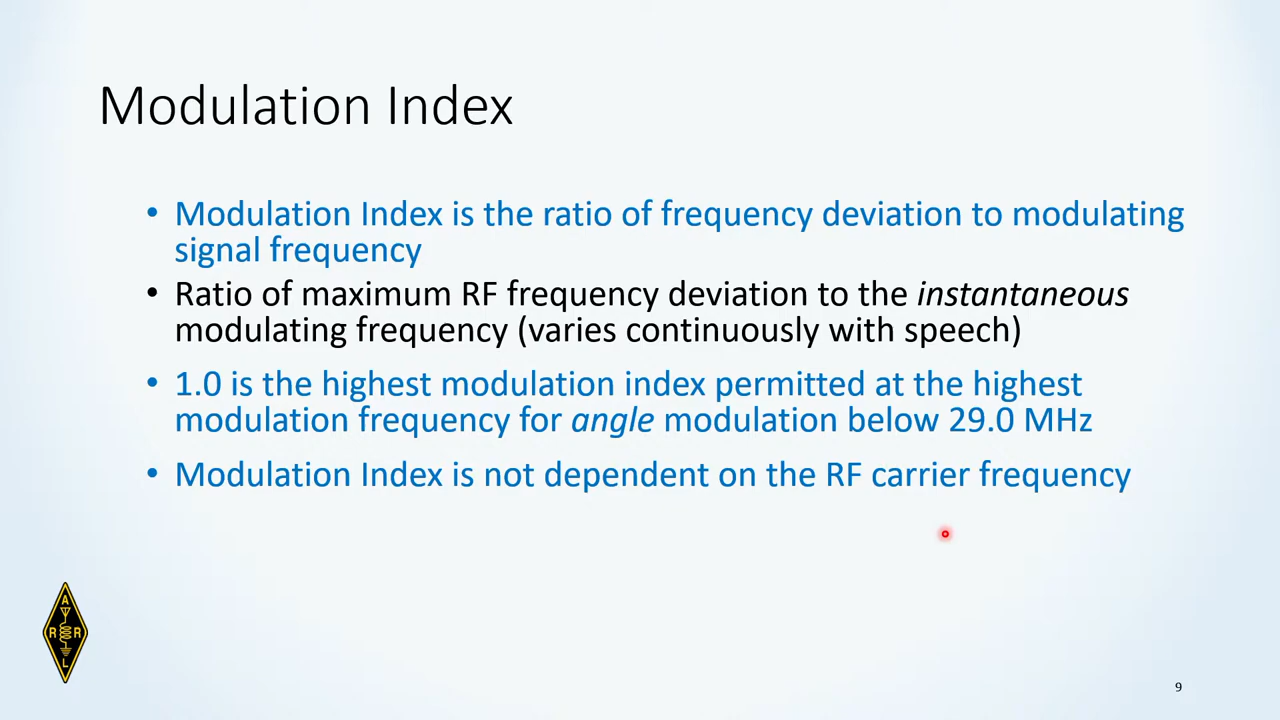 Modulation Index
• Modulation Index is the ratio of frequency deviation to modulating
signal frequency
• Ratio of maximum RF frequency deviation to the instantaneous
modulating frequency (varies continuously with speech)
• 1.0 is the highest modulation index permitted at the highest
modulation frequency for angle modulation below 29.0 MHz
• Modulation Index is not dependent on the RF carrier frequency
A
R R
L
9